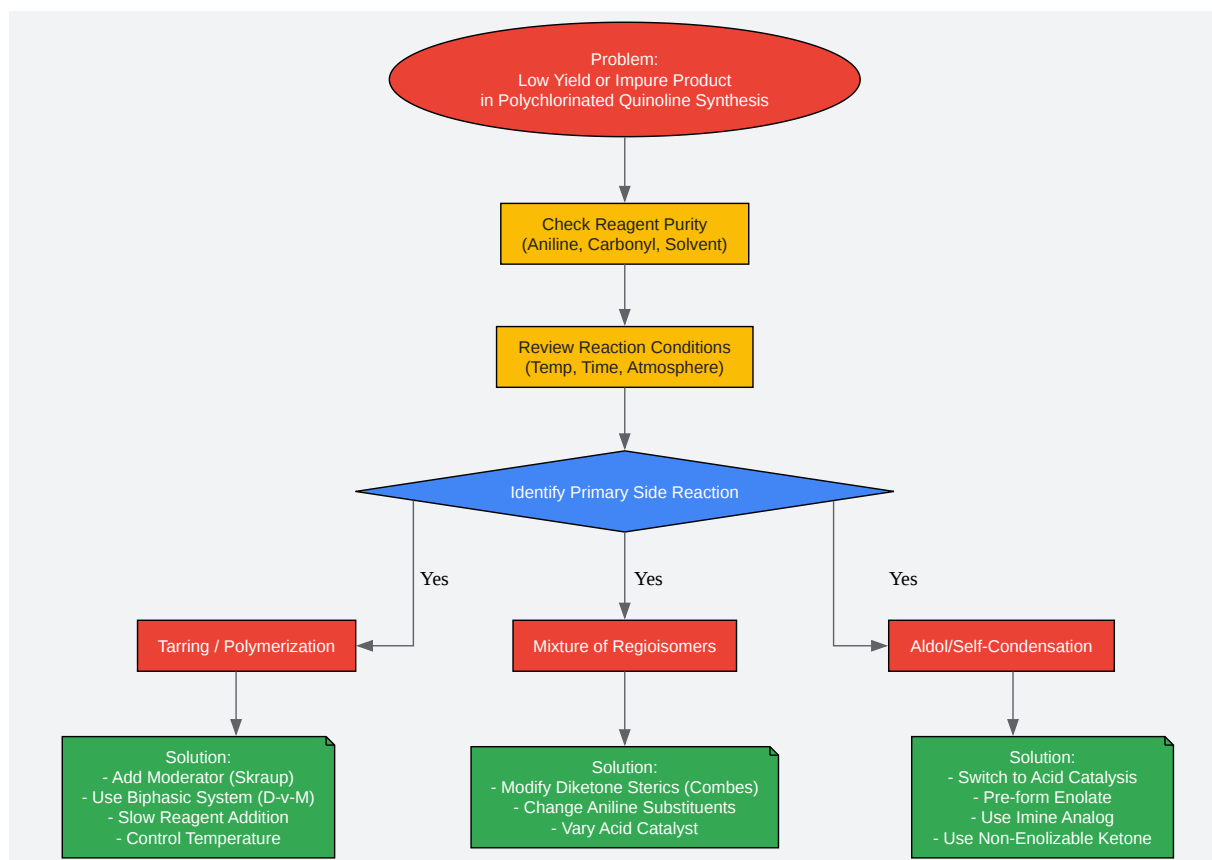 Problem:
Low Yield or Impure Product
in Polychlorinated Quinoline Synthesis
Check Reagent Purity
(Aniline, Carbonyl, Solvent)
Review Reaction Conditions
(Temp, Time, Atmosphere)
Identify Primary Side Reaction
Yes
Yes
Yes
Tarring / Polymerization
Mixture of Regioisomers
Aldol/Self-Condensation
Solution:
- Add Moderator (Skraup)
- Use Biphasic System (D-v-M)
- Slow Reagent Addition
- Control Temperature
Solution:
- Modify Diketone Sterics (Combes)
- Change Aniline Substituents
- Vary Acid Catalyst
Solution:
- Switch to Acid Catalysis
- Pre-form Enolate
- Use Imine Analog
- Use Non-Enolizable Ketone